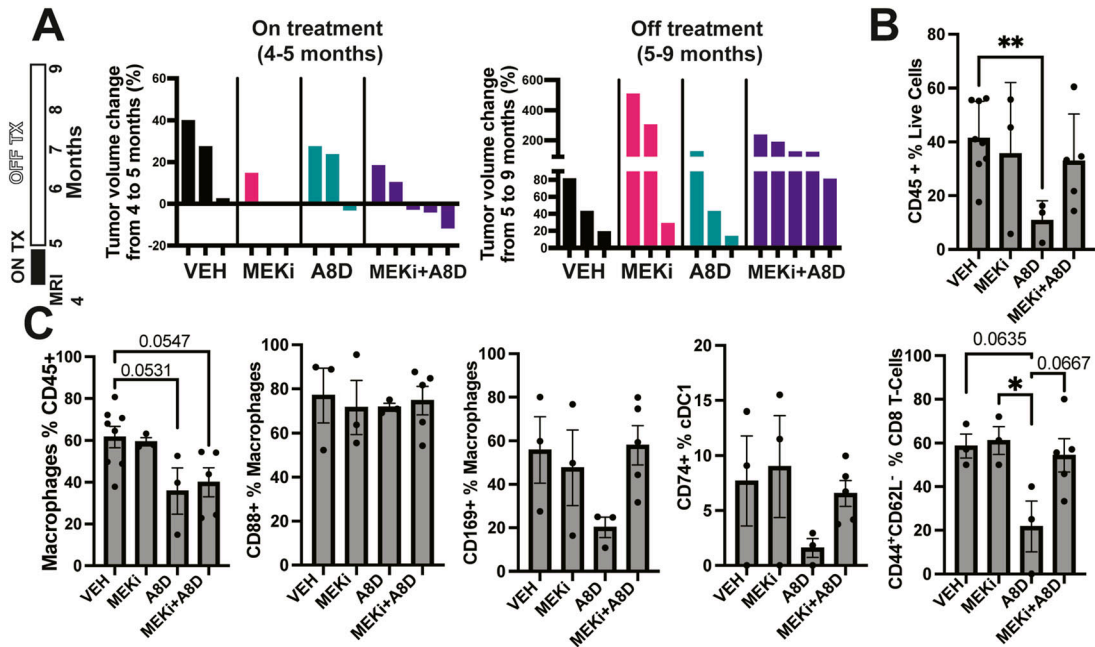 A
On treatment
(4-5 months)
Off treatment
(5-9 months)
B
9
8
7
6
5
4
Months
OFF TX
ON TX
MRI
Tumor volume change
from 4 to 5 months (%)
60
40
20
0
-20
VEH
MEKi
A8D
MEKi+A8D
Tumor volume change
from 5 to 9 months (%)
600
400
200
80
60
40
20
0
VEH
MEKi
A8D
MEKi+A8D
CD45 + % Live Cells
80
60
40
20
0
**
VEH
MEKi
A8D
MEKi+A8D
C
Macrophages % CD45+
100
80
60
40
20
0
0.0547
0.0531
VEH
MEKi
A8D
MEKi+A8D
CD88+ % Macrophages
100
80
60
40
20
0
VEH
MEKi
A8D
MEKi+A8D
CD169+ % Macrophages
100
80
60
40
20
0
VEH
MEKi
A8D
MEKi+A8D
CD74+ % cDC1
20
15
10
5
0
VEH
MEKi
A8D
MEKi+A8D
CD44+CD62L- % CD8 T-Cells
100
80
60
40
20
0
0.0635
0.0667
*
VEH
MEKi
A8D
MEKi+A8D